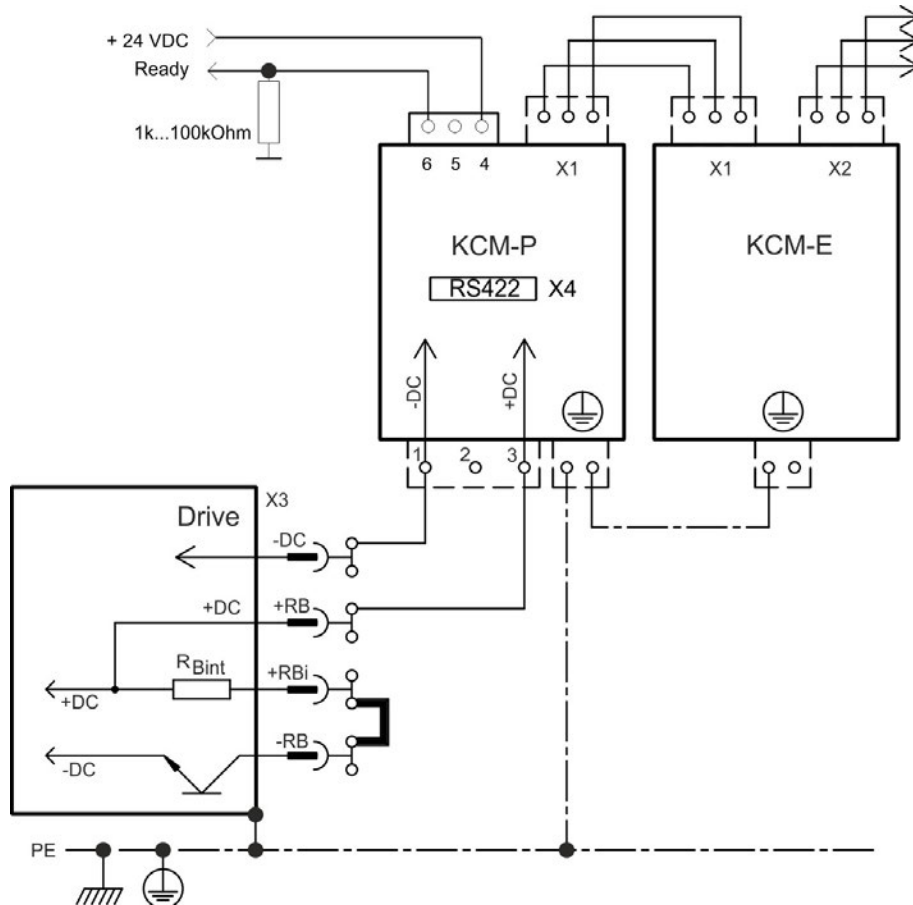 + 24 VDC
Ready
1k...100kOhm
6 5 4
X1
X1
X2
KCM-P
KCM-E
RS422
X4
-DC
+DC
1
2
3
X3
Drive
-DC
+DC
+RB
RBint
+RBi
+DC
-RB
-DC
PE